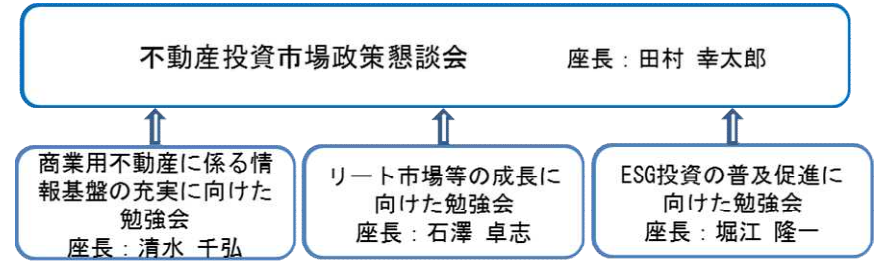 不動産投資市場政策懇談会 座長：田村 幸太郎
商業用不動産に係る情
報基盤の充実に向けた
勉強会
座長：清水 千弘
リート市場等の成長に
向けた勉強会
座長：石澤 卓志
ESG投資の普及促進に
向けた勉強会
座長：堀江 隆一